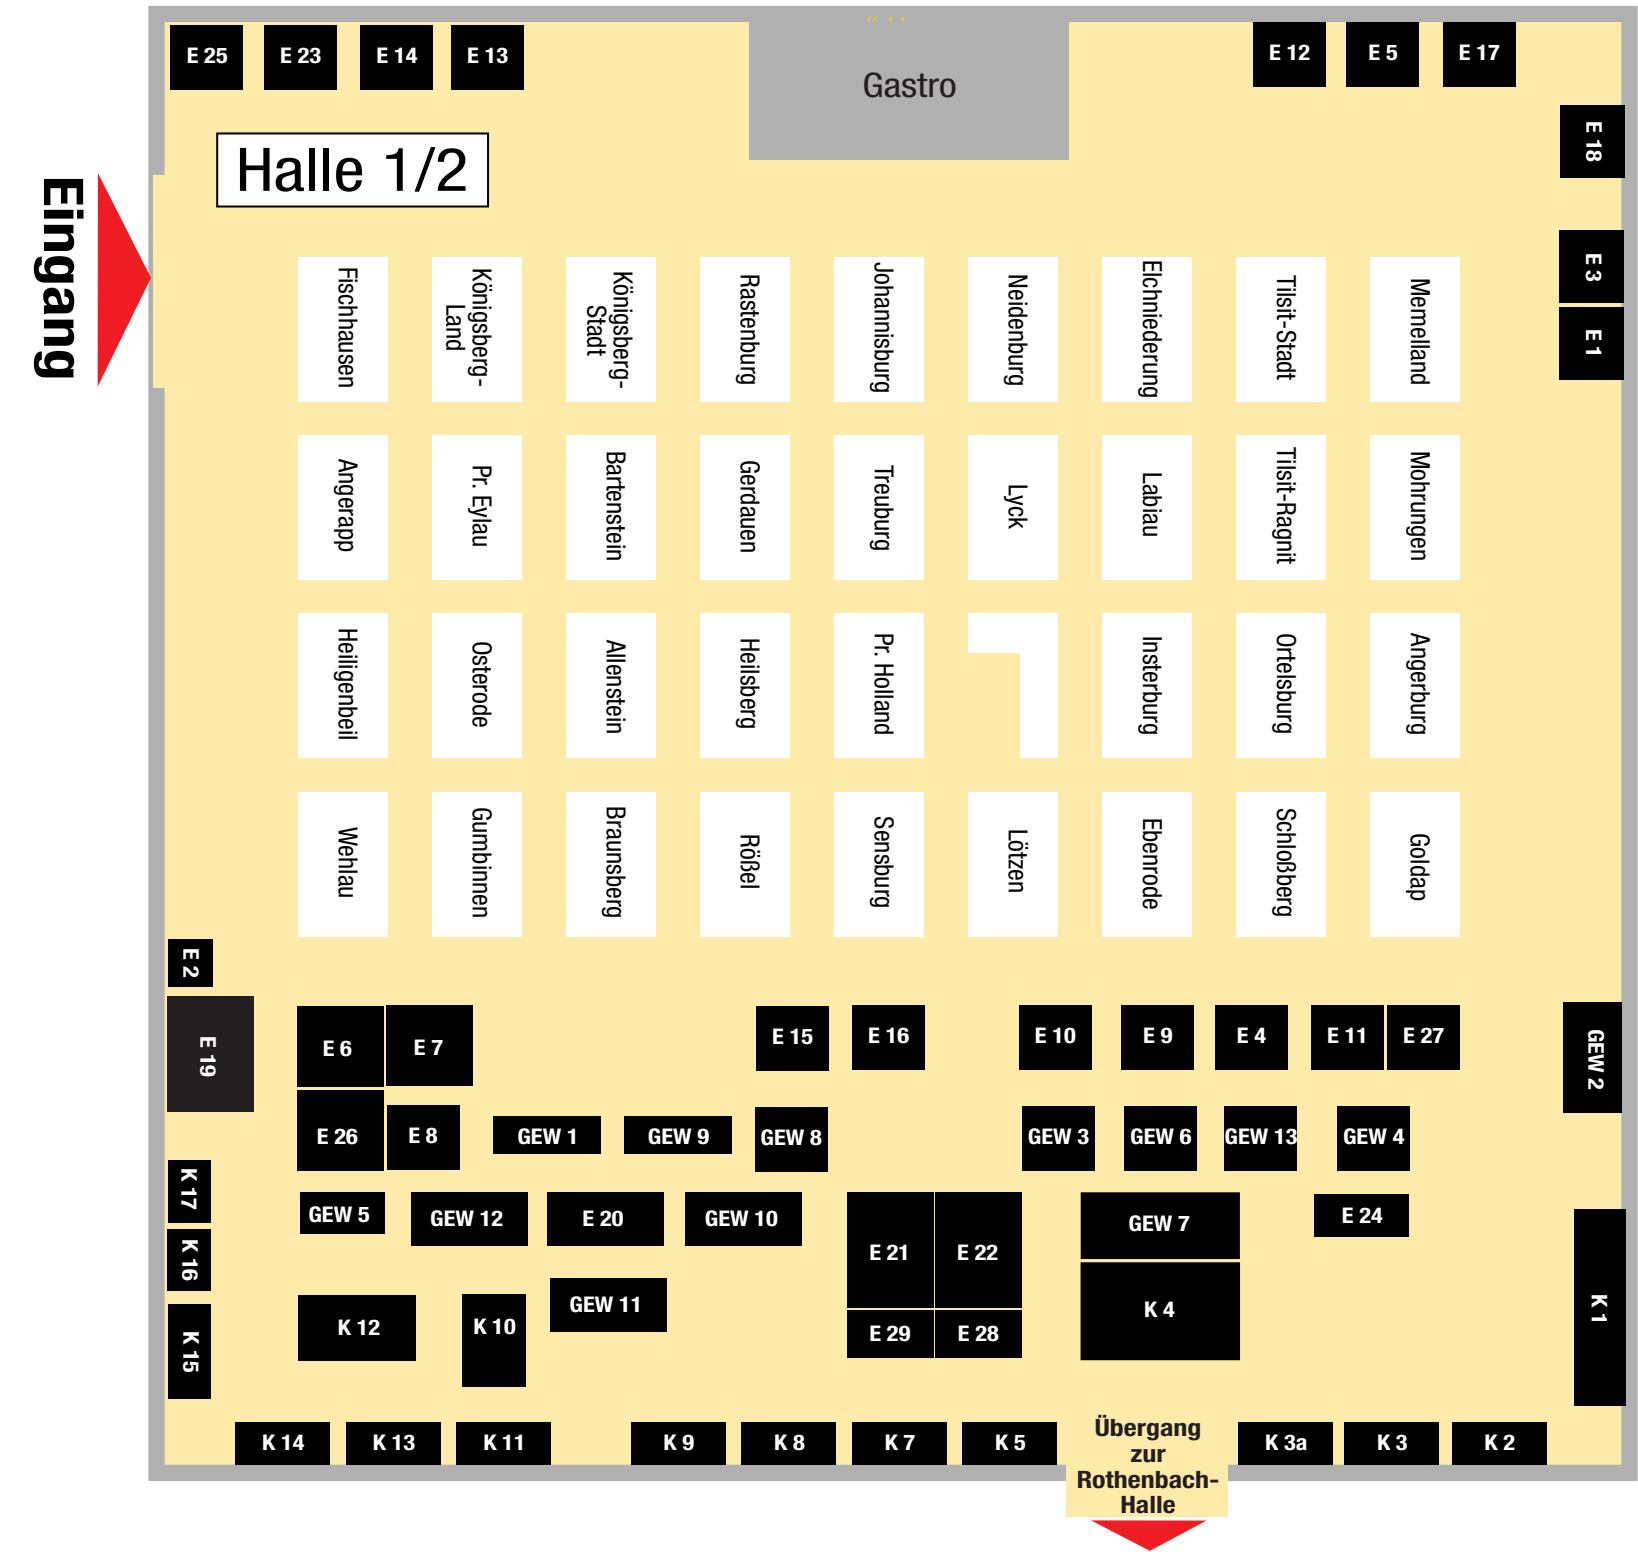 E 25
E 23
E 14
E 13
Gastro
E 12
E 5
E 17
E 18
Halle 1/2
Eingang
E 3
E 1
Fischhausen
Königsberg-
Land
Königsberg-
Stadt
Rastenburg
Johannisburg
Neidenburg
Elchniederung
Tilsit-Stadt
Memelland
Angerapp
Pr. Eylau
Bartenstein
Gerdauen
Treuburg
Lyck
Labiau
Tilsit-Ragnit
Mohrungen
Heiligenbeil
Osterode
Allenstein
Heilsberg
Pr. Holland
Insterburg
Ortelsburg
Angerburg
Wehlau
Gumbinnen
Braunsberg
Rößel
Sensburg
Lötzen
Ebenrode
Schloßberg
Goldap
E 2
E 19
E 6
E 7
E 15
E 16
E 10
E 9
E 4
E 11
E 27
GEW 2
E 26
E 8
GEW 1
GEW 9
GEW 8
GEW 3
GEW 6
GEW 13
GEW 4
K 17
GEW 5
GEW 12
E 20
GEW 10
E 21
E 22
GEW 7
E 24
K 16
K 15
K 12
K 10
GEW 11
E 29
E 28
K 4
K 1
K 14
K 13
K 11
K 9
K 8
K 7
K 5
Übergang
zur
Rothenbach-
Halle
K 3a
K 3
K 2